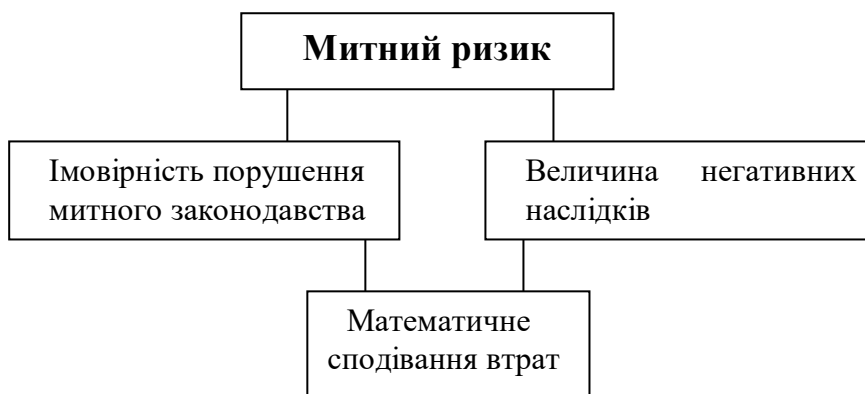 Митний ризик
Імовірність порушення
митного законодавства
Величина негативних
наслідків
Математичне
сподівання втрат